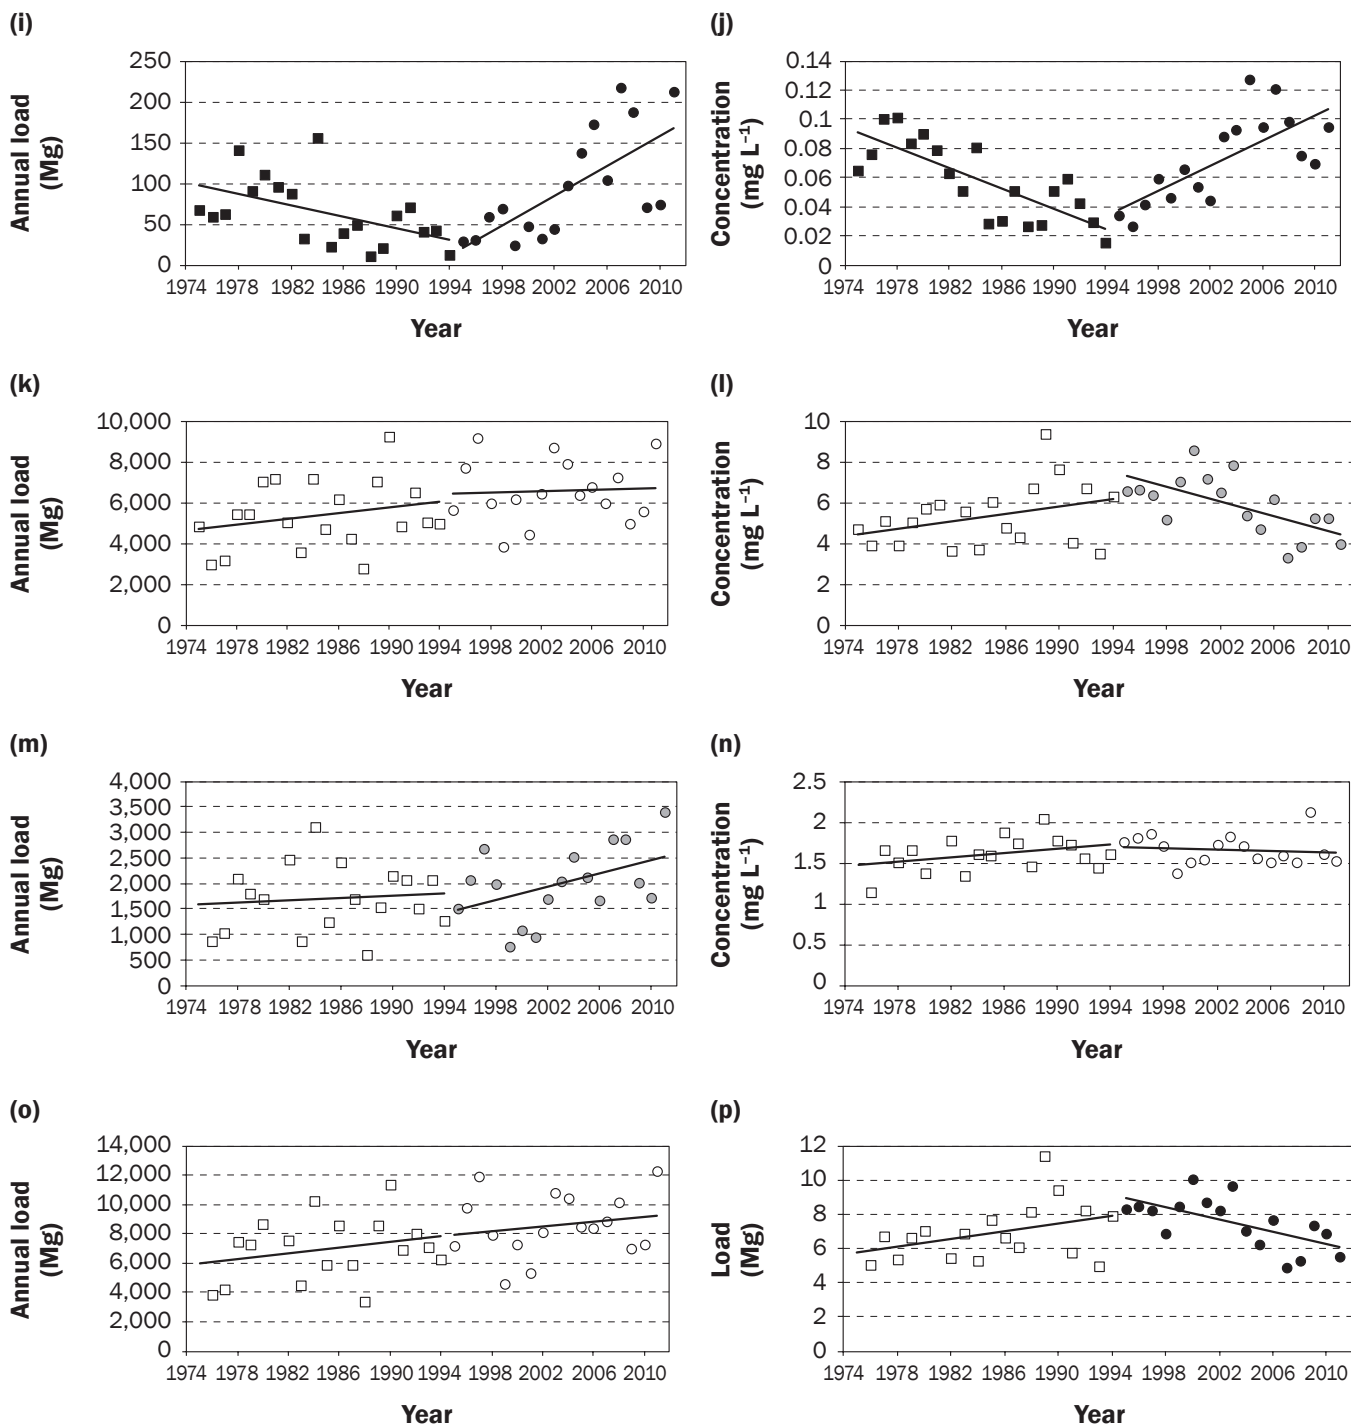 (i)
Annual load
(Mg)
250
200
150
100
50
0
1974 1978 1982 1986 1990 1994 1998 2002 2006 2010
Year
(j)
Concentration
(mg L⁻¹)
0.14
0.12
0.1
0.08
0.06
0.04
0.02
0
1974 1978 1982 1986 1990 1994 1998 2002 2006 2010
Year
(k)
Annual load
(Mg)
10,000
8,000
6,000
4,000
2,000
0
1974 1978 1982 1986 1990 1994 1998 2002 2006 2010
Year
(l)
Concentration
(mg L⁻¹)
10
8
6
4
2
0
1974 1978 1982 1986 1990 1994 1998 2002 2006 2010
Year
(m)
Annual load
(Mg)
4,000
3,500
3,000
2,500
2,000
1,500
1,000
500
0
1974 1978 1982 1986 1990 1994 1998 2002 2006 2010
Year
(n)
Concentration
(mg L⁻¹)
2.5
2
1.5
1
0.5
0
1974 1978 1982 1986 1990 1994 1998 2002 2006 2010
Year
(o)
Annual load
(Mg)
14,000
12,000
10,000
8,000
6,000
4,000
2,000
0
1974 1978 1982 1986 1990 1994 1998 2002 2006 2010
Year
(p)
Load
(Mg)
12
10
8
6
4
2
0
1974 1978 1982 1986 1990 1994 1998 2002 2006 2010
Year